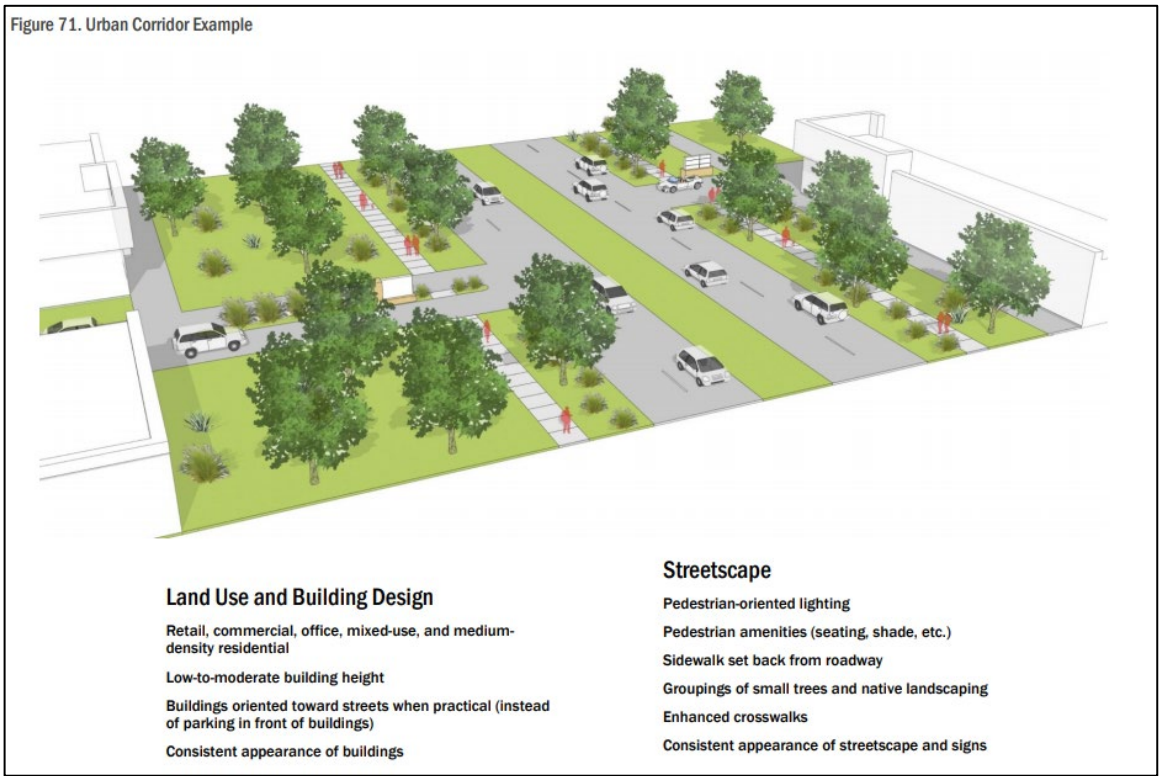 Figure 71. Urban Corridor Example
Land Use and Building Design
Retail, commercial, office, mixed-use, and medium-
density residential
Low-to-moderate building height
Buildings oriented toward streets when practical (instead
of parking in front of buildings)
Consistent appearance of buildings
Streetscape
Pedestrian-oriented lighting
Pedestrian amenities (seating, shade, etc.)
Sidewalk set back from roadway
Groupings of small trees and native landscaping
Enhanced crosswalks
Consistent appearance of streetscape and signs